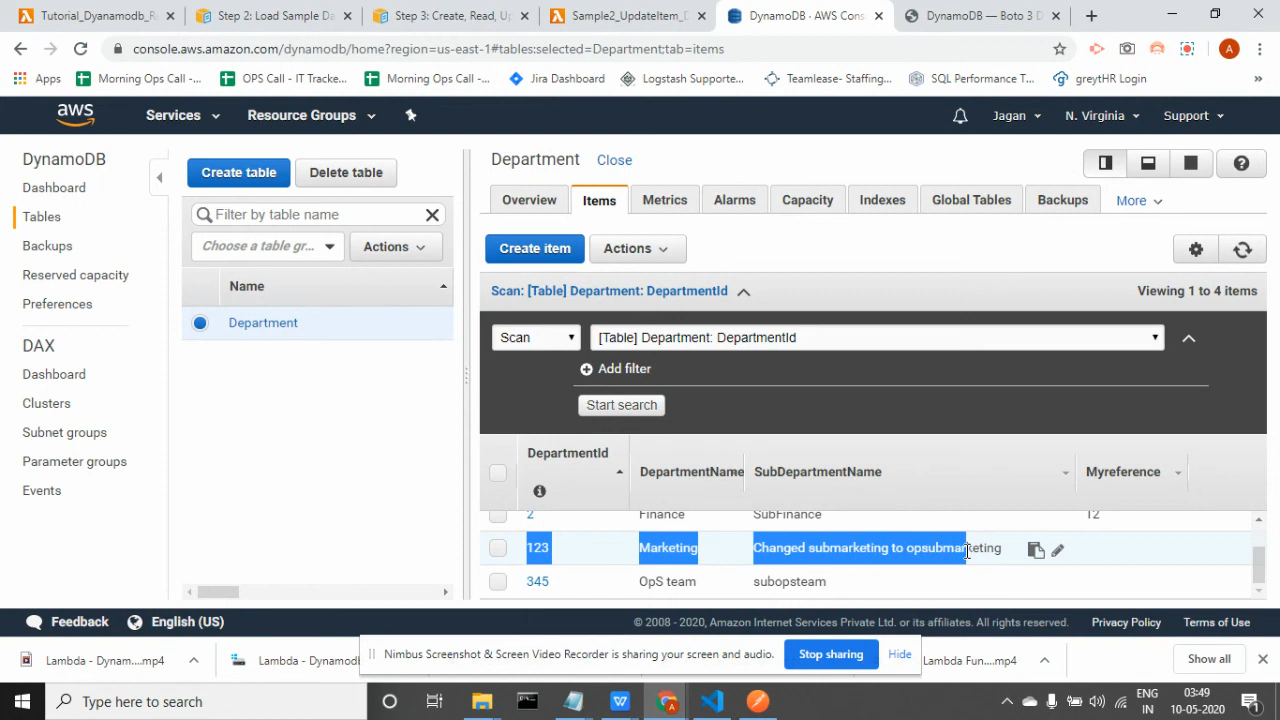 Tutorial_Dyanamodb_R
Step 2: Load Sample Da
Step 3: Create, Read, Up
Sample2_UpdateItem_D
DynamoDB · AWS Cons
DynamoDB — Boto 3 D
console.aws.amazon.com/dynamodb/home?region=us-east-1#tables:selected=Department;tab=items
A
Apps
Morning Ops Call -...
OPS Call - IT Tracke...
Morning Ops Call -...
Jira Dashboard
Logstash Supporte...
Teamlease- Staffing...
SQL Performance T...
greytHR Login
aws
Services
Resource Groups
Jagan
N. Virginia
Support
DynamoDB
Dashboard
Tables
Backups
Reserved capacity
Preferences
DAX
Dashboard
Clusters
Subnet groups
Parameter groups
Events
Create table
Delete table
Filter by table name
Choose a table gr...
Actions
Name
Department
Department
Close
Overview
Items
Metrics
Alarms
Capacity
Indexes
Global Tables
Backups
More
Create item
Actions
Scan: [Table] Department: DepartmentId
Viewing 1 to 4 items
Scan
[Table] Department: DepartmentId
Add filter
Start search
DepartmentId
DepartmentName
SubDepartmentName
Myreference
2
Finance
SubFinance
12
123
Marketing
Changed submarketing to opsubmarketing
345
OpS team
subopsteam
Feedback
English (US)
© 2008 - 2020, Amazon Internet Services Private Ltd. or its affiliates. All rights reserved.
Privacy Policy
Terms of Use
Lambda - Dynam....mp4
Lambda - Dynamodb
Nimbus Screenshot & Screen Video Recorder is sharing your screen and audio.
Stop sharing
Hide
Lambda Fun....mp4
Show all
Type here to search
ENG
IN
03:49
10-05-2020
1